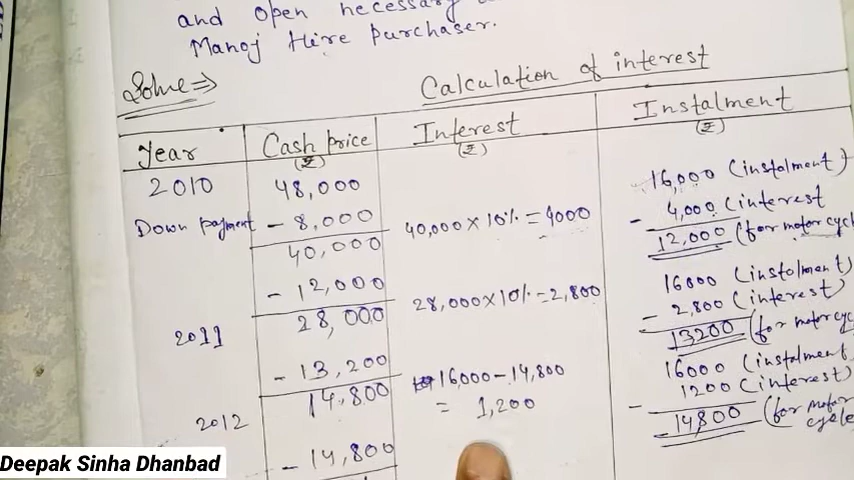 and open necessary
Manoj Hire purchaser.
Solve ⇒
Calculation of interest
Year
Cash price (₹)
Interest (₹)
Instalment (₹)
2010
48,000
Down payment
- 8,000
40,000 × 10% = 4000
16,000 (instalment)
- 4,000 (interest
40,000
12,000 (for motor cycl
- 12,000
28,000 × 10% = 2,800
16000 (instalment)
- 2,800 (interest)
2011
28,000
13200 (for motorcyc
- 13,200
16000 - 14,800
16000 (instalment
2012
14,800
= 1,200
- 1200 (interest)
14800 (for motor cycle
- 14,800
Deepak Sinha Dhanbad